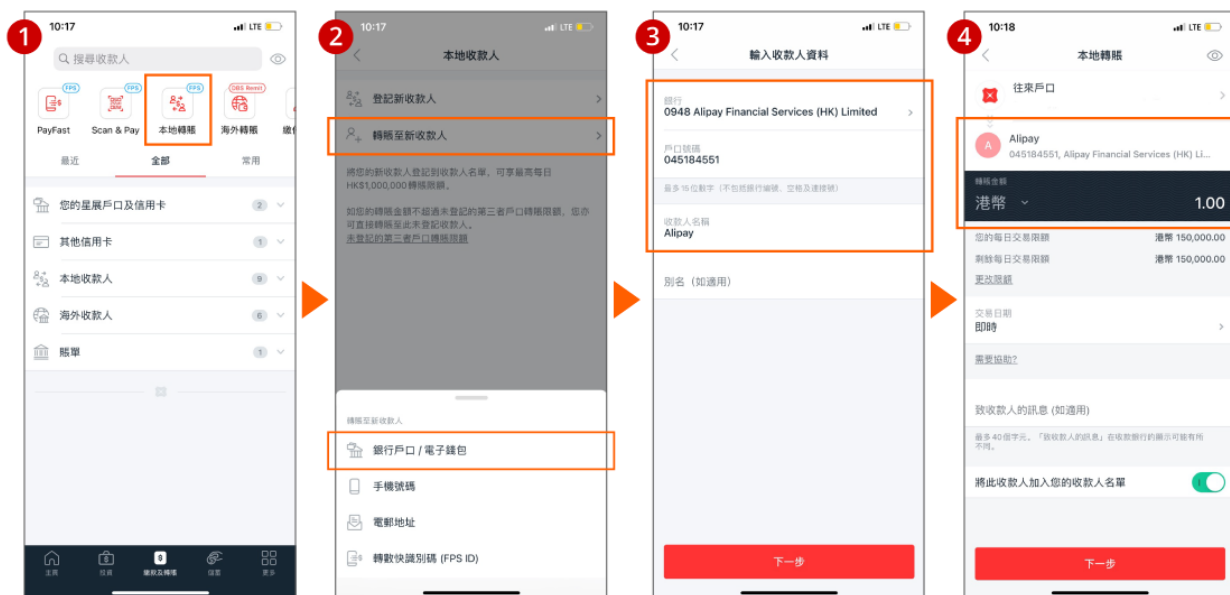 1
10:17
LTE
搜尋收款人
FPS
FPS
FPS
DBS Remit
PayFast
Scan & Pay
本地轉賬
海外轉賬
最近
全部
常用
您的星展戶口及信用卡
2
其他信用卡
1
本地收款人
9
海外收款人
6
賬單
1
主頁
投資
繳款及轉賬
儲蓄
更多
2
10:17
LTE
本地收款人
登記新收款人
轉賬至新收款人
將您的新收款人登記到收款人名單，可享最高每日
HK$1,000,000轉賬限額。
如您的轉賬金額不超過未登記的第三者戶口轉賬限額，您亦
可直接轉賬至此未登記收款人。
未登記的第三者戶口轉賬限額
轉賬至新收款人
銀行戶口 / 電子錢包
手機號碼
電郵地址
轉數快識別碼 (FPS ID)
3
10:17
LTE
輸入收款人資料
銀行
0948 Alipay Financial Services (HK) Limited
戶口號碼
045184551
最多15位數字（不包括銀行編號、空格及連接號）
收款人名稱
Alipay
別名（如適用）
下一步
4
10:18
LTE
本地轉賬
往來戶口
A
Alipay
045184551, Alipay Financial Services (HK) Li...
轉賬金額
港幣
1.00
您的每日交易限額
港幣 150,000.00
剩餘每日交易限額
港幣 150,000.00
更改限額
交易日期
即時
需要協助?
致收款人的訊息 (如適用)
最多40個字元。「致收款人的訊息」在收款銀行的顯示可能有所
不同。
將此收款人加入您的收款人名單
下一步